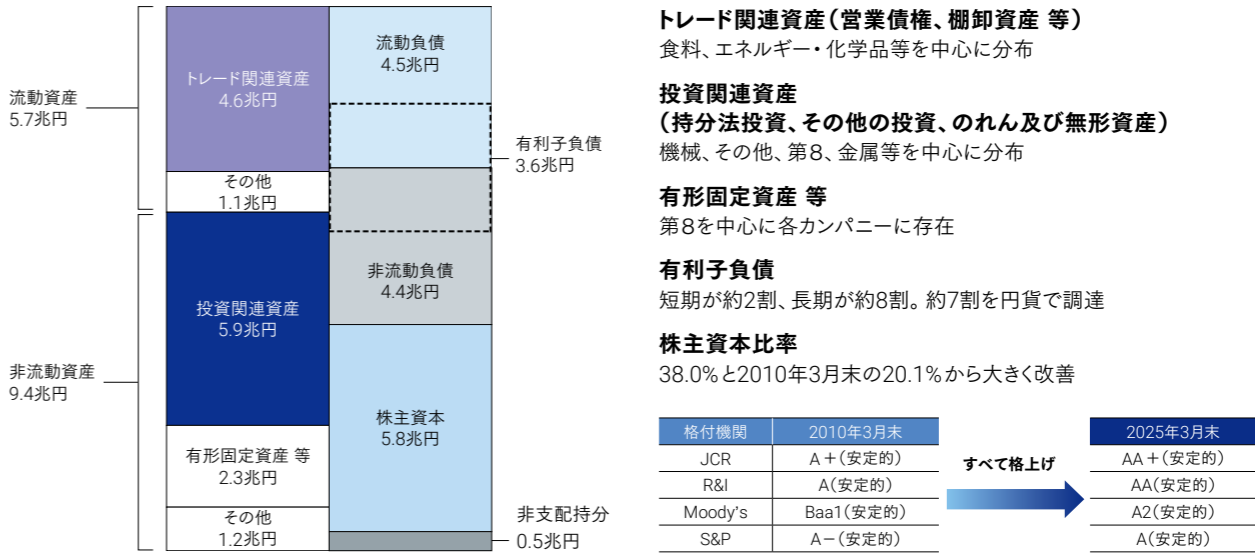 流動資産
5.7兆円
非流動資産
9.4兆円
トレード関連資産
4.6兆円
その他
1.1兆円
投資関連資産
5.9兆円
有形固定資産 等
2.3兆円
その他
1.2兆円
流動負債
4.5兆円
非流動負債
4.4兆円
株主資本
5.8兆円
有利子負債
3.6兆円
非支配持分
0.5兆円
トレード関連資産(営業債権、棚卸資産 等)
食料、エネルギー・化学品等を中心に分布
投資関連資産
(持分法投資、その他の投資、のれん及び無形資産)
機械、その他、第8、金属等を中心に分布
有形固定資産 等
第8を中心に各カンパニーに存在
有利子負債
短期が約2割、長期が約8割。約7割を円貨で調達
株主資本比率
38.0%と2010年3月末の20.1%から大きく改善
格付機関 2010年3月末 2025年3月末
JCR A+(安定的) AA+(安定的)
すべて格上げ
R&I A(安定的) AA(安定的)
Moody's Baa1(安定的) A2(安定的)
S&P A−(安定的) A(安定的)